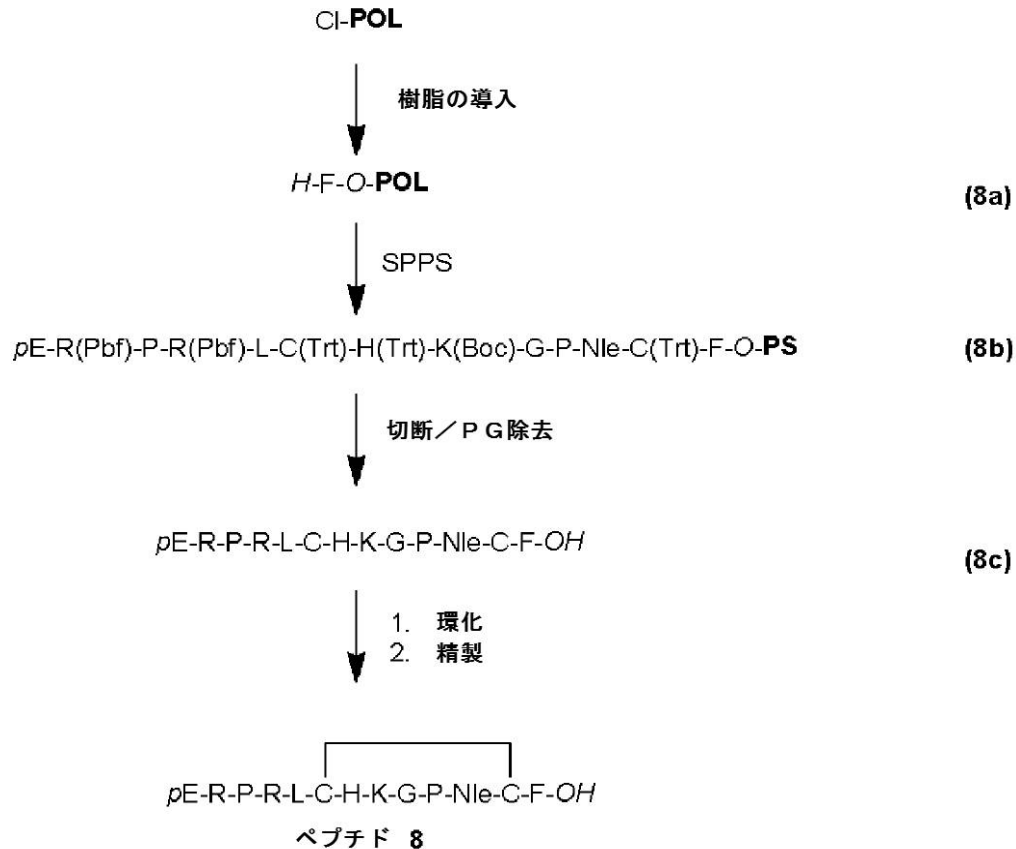 Cl-POL
樹脂の導入
H-F-O-POL
(8a)
SPPS
pE-R(Pbf)-P-R(Pbf)-L-C(Trt)-H(Trt)-K(Boc)-G-P-Nle-C(Trt)-F-O-PS
(8b)
切断／ＰＧ除去
pE-R-P-R-L-C-H-K-G-P-Nle-C-F-OH
(8c)
1. 環化
2. 精製
pE-R-P-R-L-C-H-K-G-P-Nle-C-F-OH
ペプチド 8